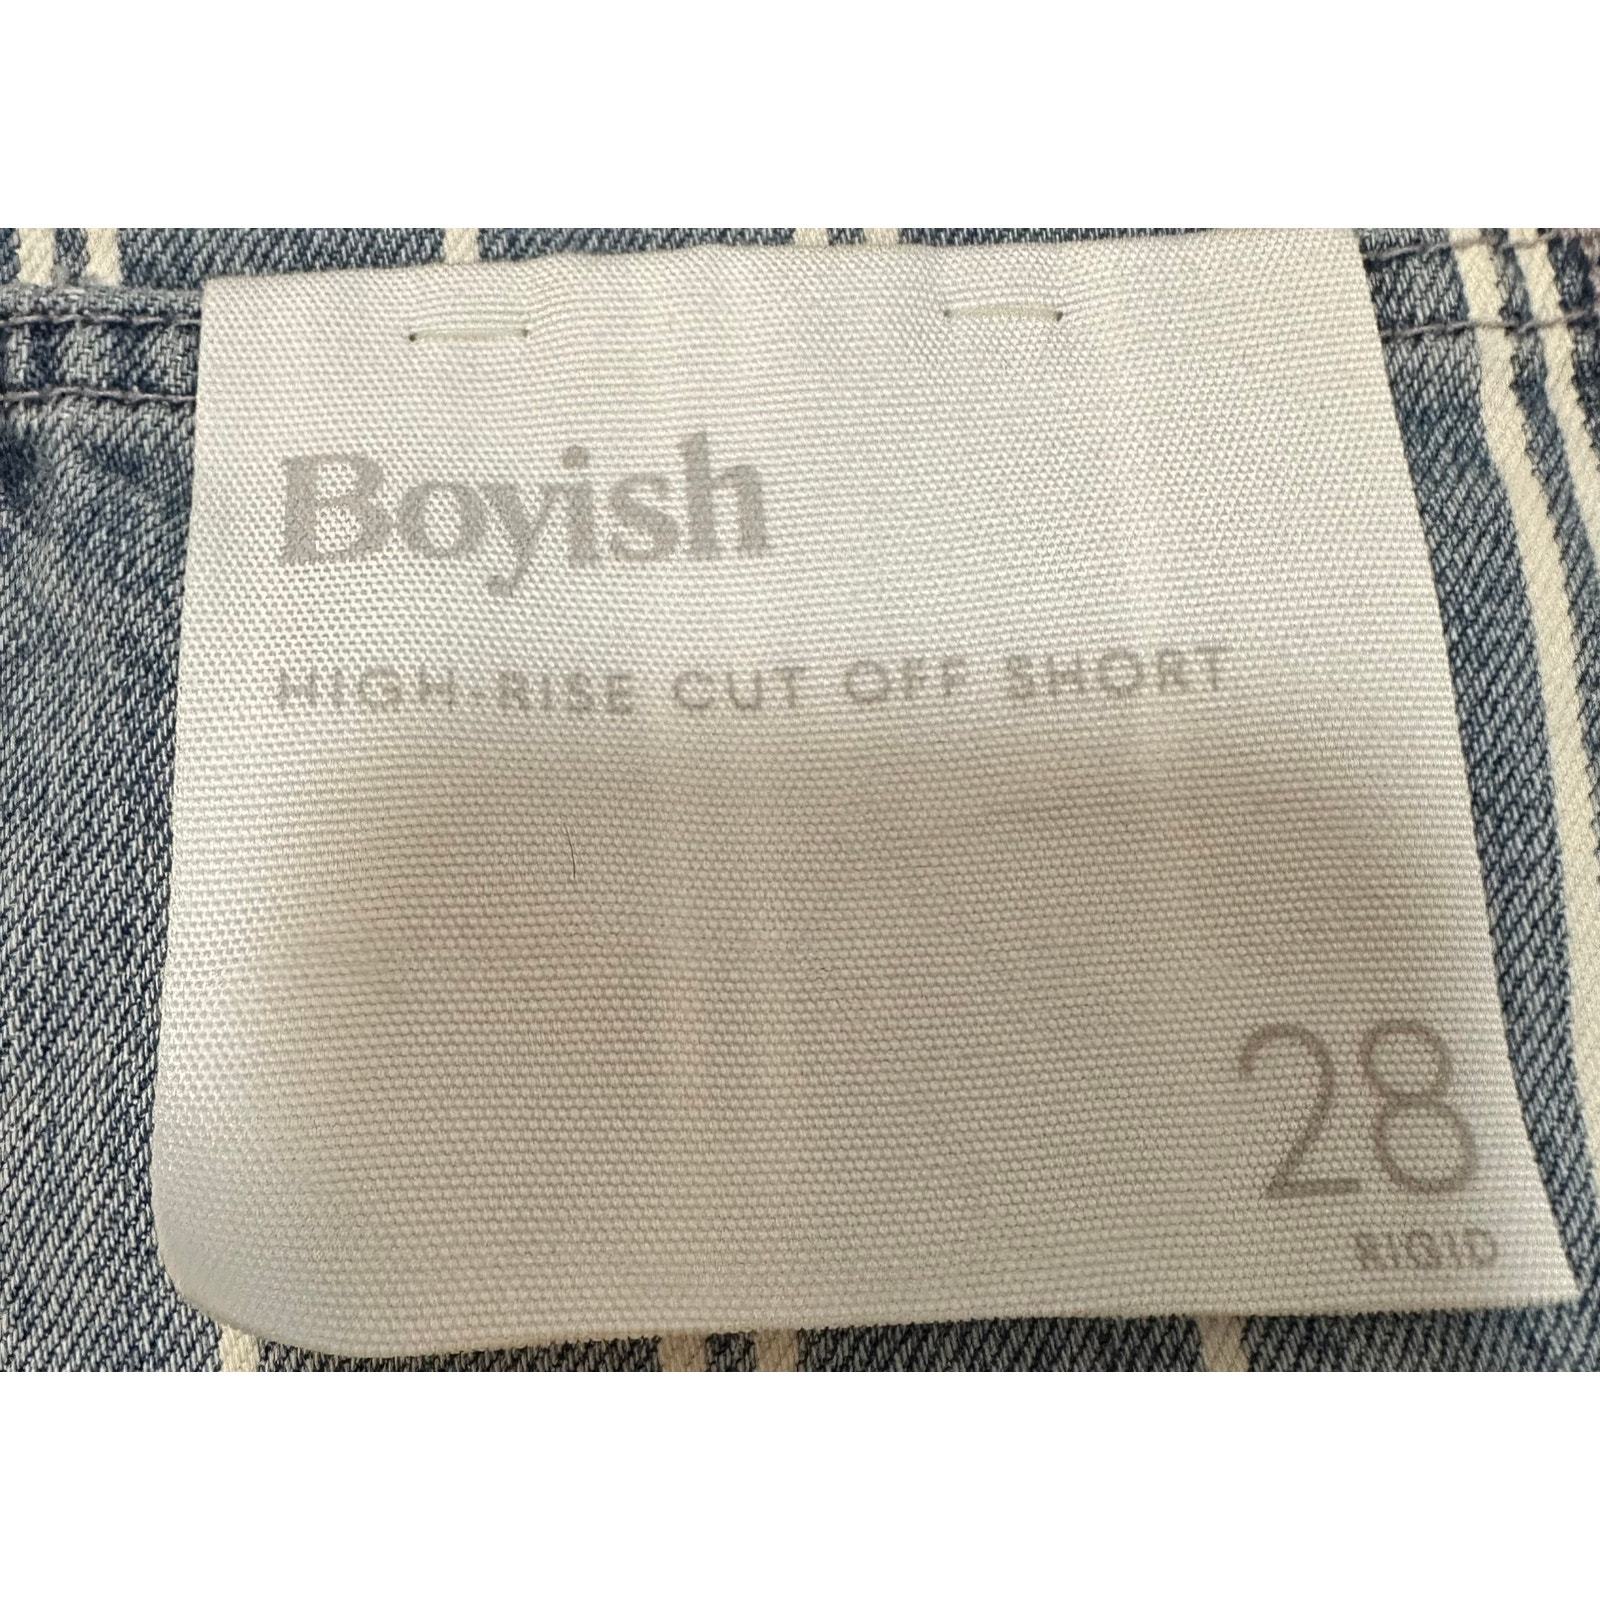 Boyish
HIGH-RISE CUT OFF SHORT
28
RIGID